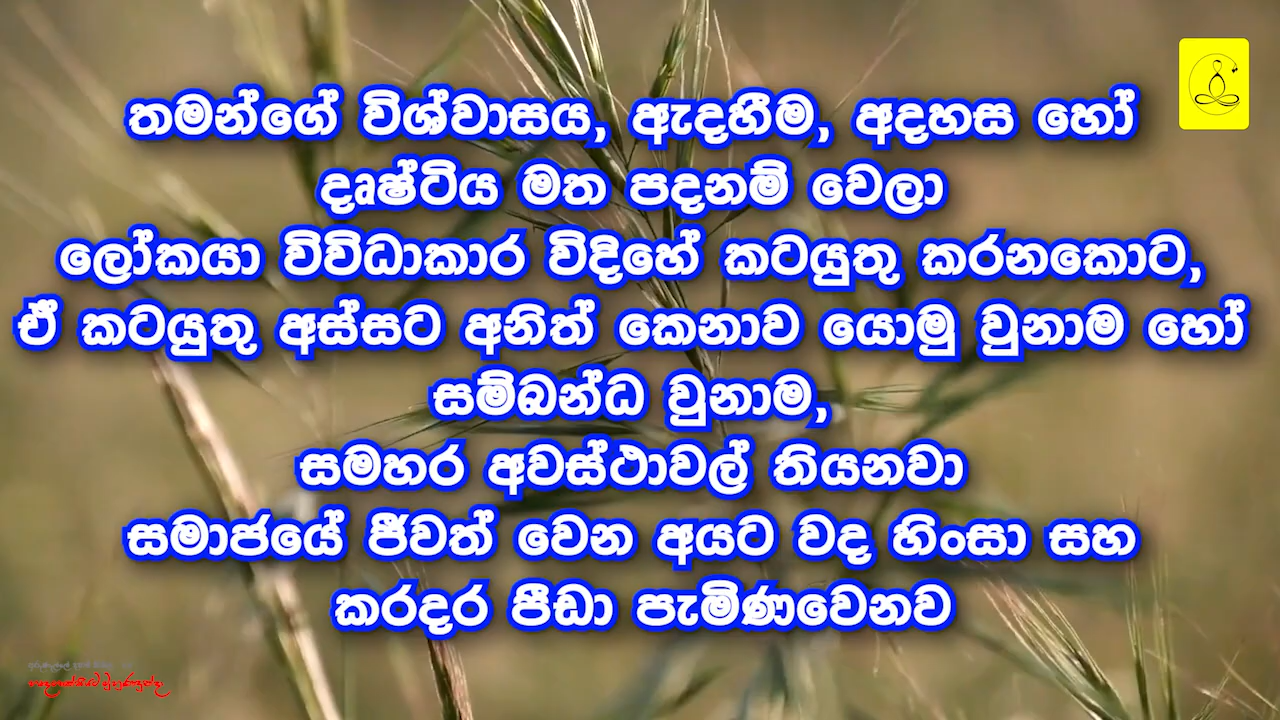 තමන්ගේ විශ්වාසය, ඇදහීම, අදහස හෝ
දෘෂ්ටිය මත පදනම් වෙලා
ලෝකයා විවිධාකාර විදිහේ කටයුතු කරනකොට,
ඒ කටයුතු අස්සට අනිත් කෙනාව යොමු වුනාම හෝ
සම්බන්ධ වුනාම,
සමහර අවස්ථාවල් තියනවා
සමාජයේ ජීවත් වෙන අයට වද හිංසා සහ
කරදර පීඩා පැමිණවෙනව